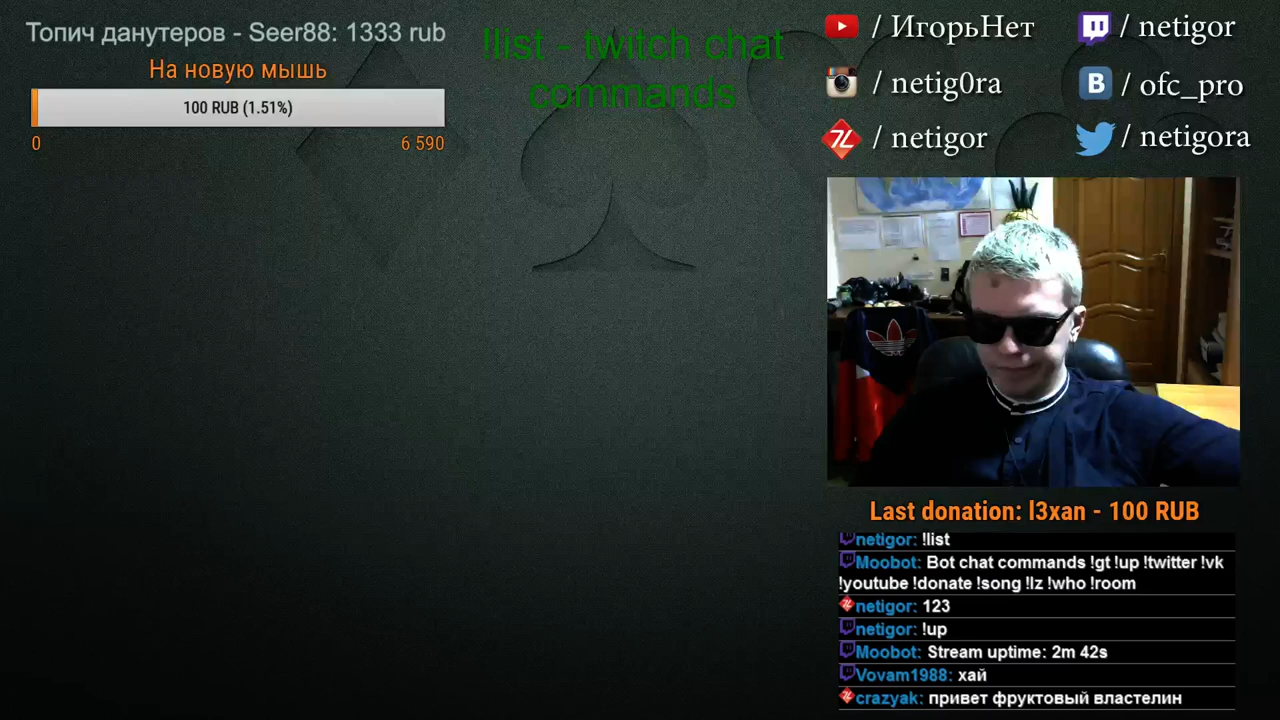 Топич данутеров - Seer88: 1333 rub
На новую мышь
100 RUB (1.51%)
0
6 590
!list - twitch chat
commands
/ ИгорьНет
/ netigor
/ netig0ra
B / ofc_pro
/ netigor
/ netigora
Last donation: l3xan - 100 RUB
netigor: !list
Moobot: Bot chat commands !gt !up !twitter !vk
!youtube !donate !song !lz !who !room
netigor: 123
netigor: !up
Moobot: Stream uptime: 2m 42s
Vovam1988: хай
crazyak: привет фруктовый властелин